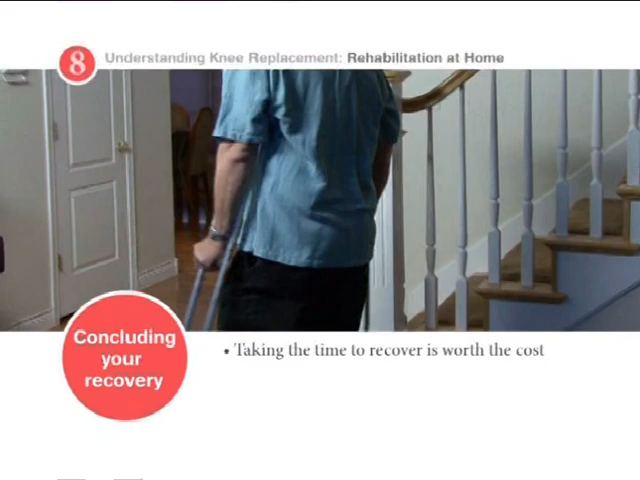 8 Understanding Knee Replacement: Rehabilitation at Home
Concluding
your
recovery
• Taking the time to recover is worth the cost